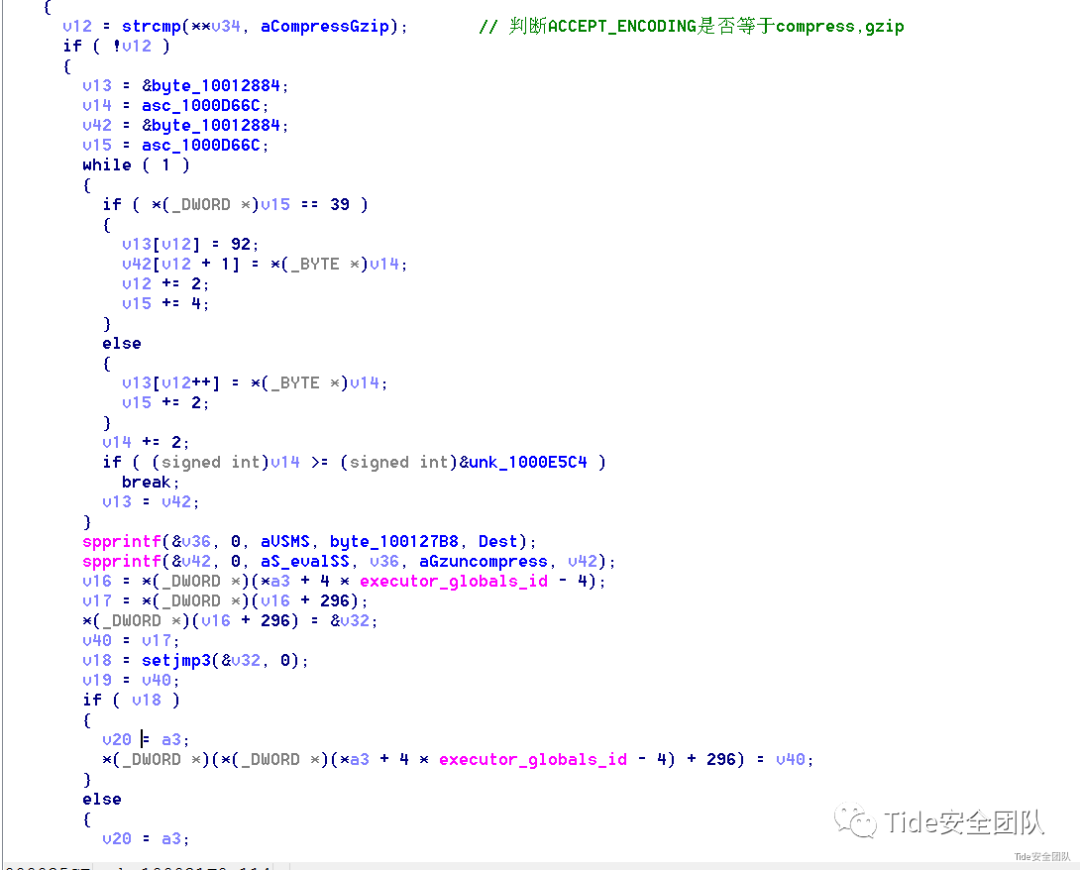 {
v12 = strcmp(**v34, aCompressGzip); // 判断ACCEPT_ENCODING是否等于compress,gzip
if ( !v12 )
{
v13 = &byte_10012884;
v14 = asc_1000D66C;
v42 = &byte_10012884;
v15 = asc_1000D66C;
while ( 1 )
{
if ( *(_DWORD *)v15 == 39 )
{
v13[v12] = 92;
v42[v12 + 1] = *(_BYTE *)v14;
v12 += 2;
v15 += 4;
}
else
{
v13[v12++] = *(_BYTE *)v14;
v15 += 2;
}
v14 += 2;
if ( (signed int)v14 >= (signed int)&unk_1000E5C4 )
break;
v13 = v42;
}
spprintf(&v36, 0, aVSMS, byte_100127B8, Dest);
spprintf(&v42, 0, aS_evalSS, v36, aGzuncompress, v42);
v16 = *(_DWORD *)(*a3 + 4 * executor_globals_id - 4);
v17 = *(_DWORD *)(v16 + 296);
*(_DWORD *)(v16 + 296) = &v32;
v40 = v17;
v18 = setjmp3(&v32, 0);
v19 = v40;
if ( v18 )
{
v20 = a3;
*(_DWORD *)(*(_DWORD *)(*a3 + 4 * executor_globals_id - 4) + 296) = v40;
}
else
{
v20 = a3;
Tide安全团队
Tide安全团队